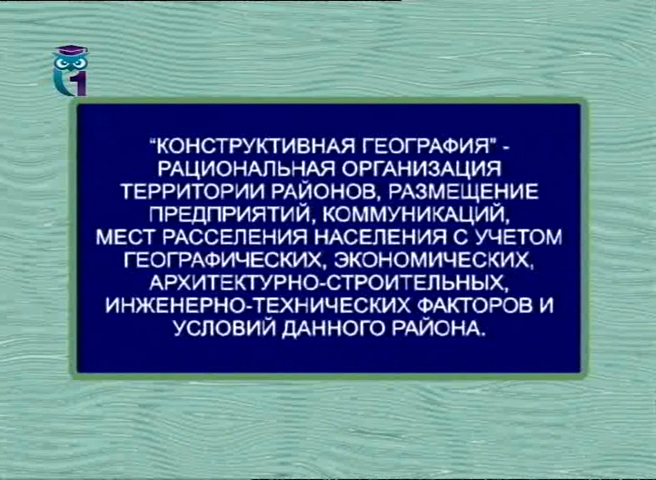 1
"КОНСТРУКТИВНАЯ ГЕОГРАФИЯ" -
РАЦИОНАЛЬНАЯ ОРГАНИЗАЦИЯ
ТЕРРИТОРИИ РАЙОНОВ, РАЗМЕЩЕНИЕ
ПРЕДПРИЯТИЙ, КОММУНИКАЦИЙ,
МЕСТ РАССЕЛЕНИЯ НАСЕЛЕНИЯ С УЧЕТОМ
ГЕОГРАФИЧЕСКИХ, ЭКОНОМИЧЕСКИХ,
АРХИТЕКТУРНО-СТРОИТЕЛЬНЫХ,
ИНЖЕНЕРНО-ТЕХНИЧЕСКИХ ФАКТОРОВ И
УСЛОВИЙ ДАННОГО РАЙОНА.